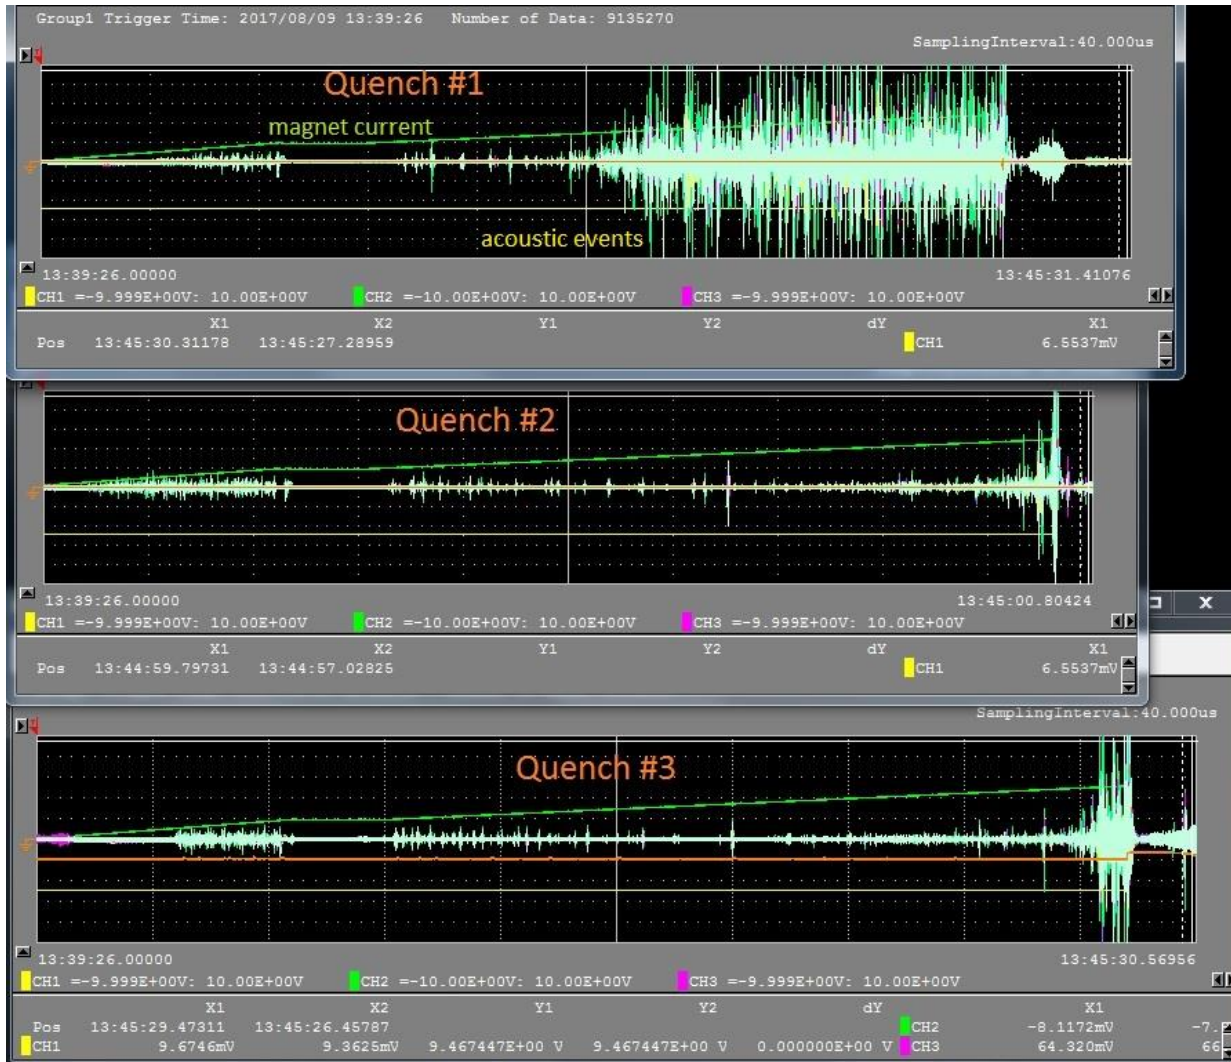 Group1 Trigger Time: 2017/08/09 13:39:26 Number of Data: 9135270
SamplingInterval:40.000us
Quench #1
magnet current
acoustic events
13:39:26.00000 13:45:31.41076
CH1 =-9.999E+00V: 10.00E+00V CH2 =-10.00E+00V: 10.00E+00V CH3 =-9.999E+00V: 10.00E+00V
X1 X2 Y1 Y2 dY X1
Pos 13:45:30.31178 13:45:27.28959 CH1 6.5537mV
Quench #2
13:39:26.00000 13:45:00.80424
CH1 =-9.999E+00V: 10.00E+00V CH2 =-10.00E+00V: 10.00E+00V CH3 =-9.999E+00V: 10.00E+00V
X1 X2 Y1 Y2 dY X1
Pos 13:44:59.79731 13:44:57.02825 CH1 6.5537mV
SamplingInterval:40.000us
Quench #3
13:39:26.00000 13:45:30.56956
CH1 =-9.999E+00V: 10.00E+00V CH2 =-10.00E+00V: 10.00E+00V CH3 =-9.999E+00V: 10.00E+00V
X1 X2 Y1 Y2 dY X1
Pos 13:45:29.47311 13:45:26.45787 CH2 -8.1172mV -7.
CH1 9.6746mV 9.3625mV 9.467447E+00 V 9.467447E+00 V 0.000000E+00 V CH3 64.320mV 66